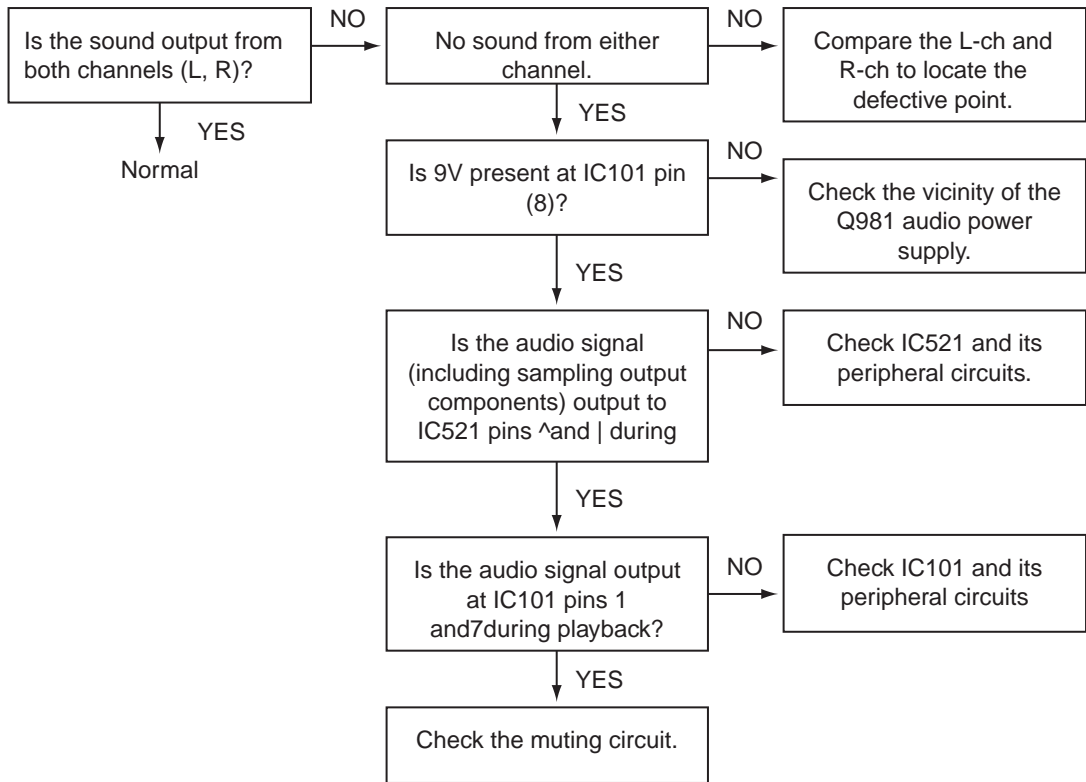 Is the sound output from
both channels (L, R)?
NO
No sound from either
channel.
NO
Compare the L-ch and
R-ch to locate the
defective point.
YES
Normal
YES
Is 9V present at IC101 pin
(8)?
NO
Check the vicinity of the
Q981 audio power
supply.
YES
Is the audio signal
(including sampling output
components) output to
IC521 pins ^and | during
NO
Check IC521 and its
peripheral circuits.
YES
Is the audio signal output
at IC101 pins 1
and7during playback?
NO
Check IC101 and its
peripheral circuits
YES
Check the muting circuit.